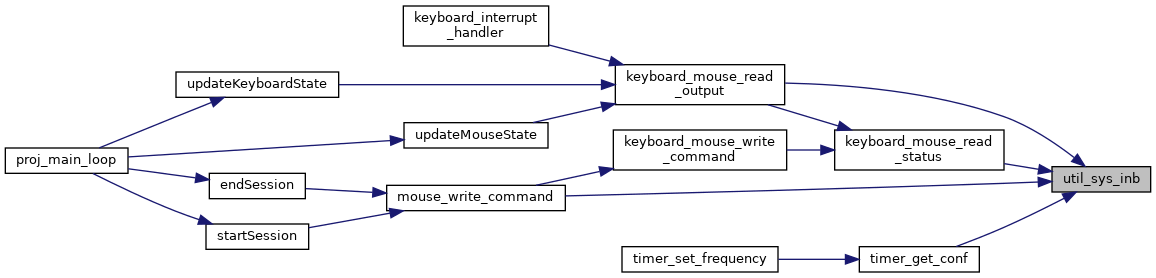 keyboard_interrupt
_handler
updateKeyboardState
keyboard_mouse_read
_output
updateMouseState
keyboard_mouse_write
_command
keyboard_mouse_read
_status
proj_main_loop
endSession
mouse_write_command
util_sys_inb
startSession
timer_set_frequency
timer_get_conf